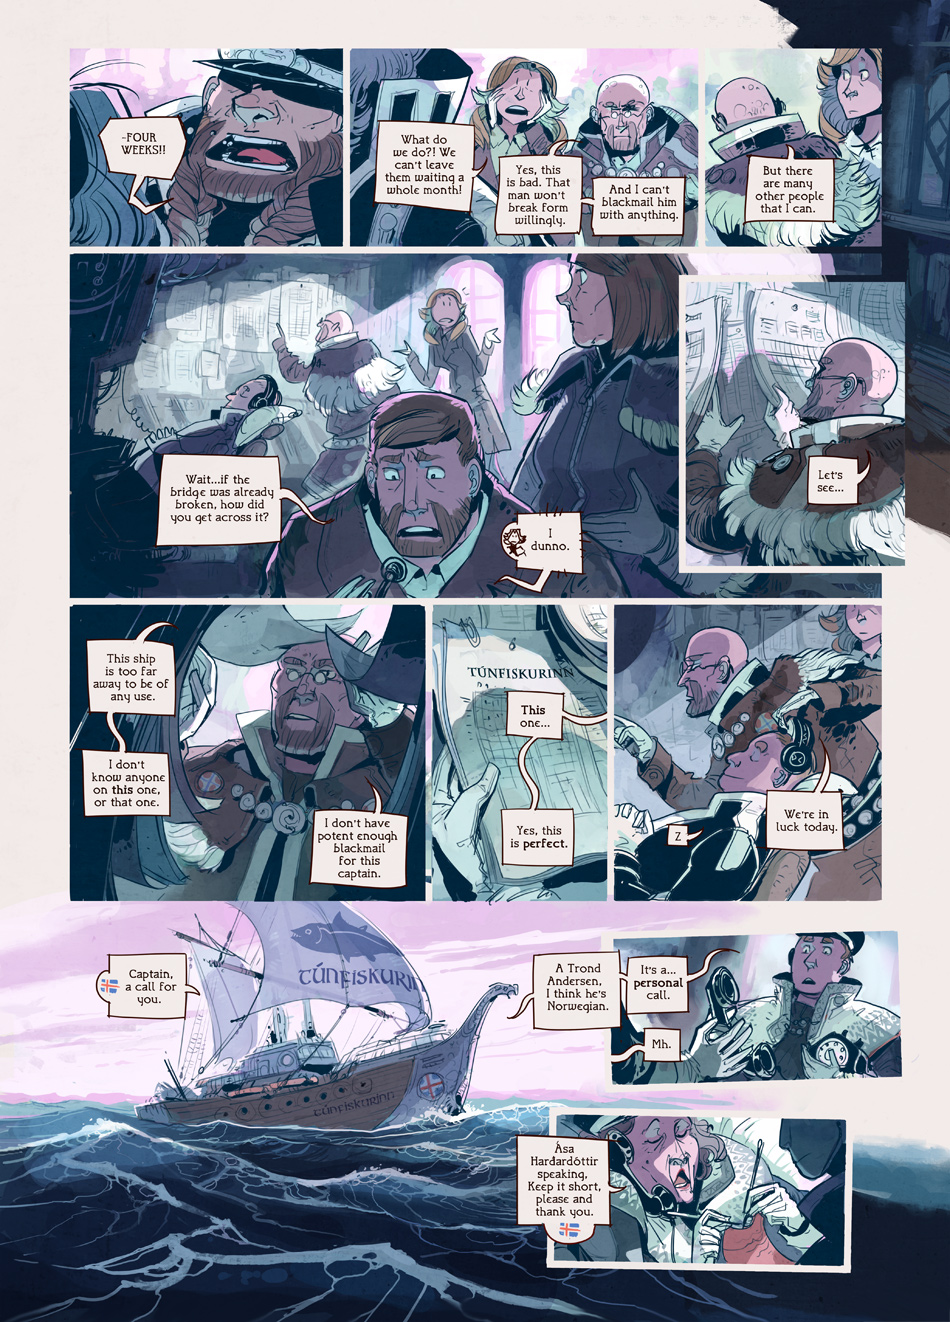 -FOUR
WEEKS!!
What do
we do?! We
can't leave
them waiting a
whole month!
Yes, this
is bad. That
man won't
break form
willingly.
And I can't
blackmail him
with anything.
But there
are many
other people
that I can.
Wait...if the
bridge was already
broken, how did
you get across it?
I
dunno.
Let's
see...
This ship
is too far
away to be of
any use.
I don't
know anyone
on this one,
or that one.
I don't have
potent enough
blackmail
for this
captain.
TÚNFISKURINN
This
one...
Yes, this
is perfect.
Z
We're in
luck today.
Captain,
a call for
you.
TÚNFISKURIN
TÚNFISKURINN
A Trond
Andersen,
I think he's
Norwegian.
It's a...
personal
call.
Mh.
Ása
Hardardóttir
speaking,
Keep it short,
please and
thank you.